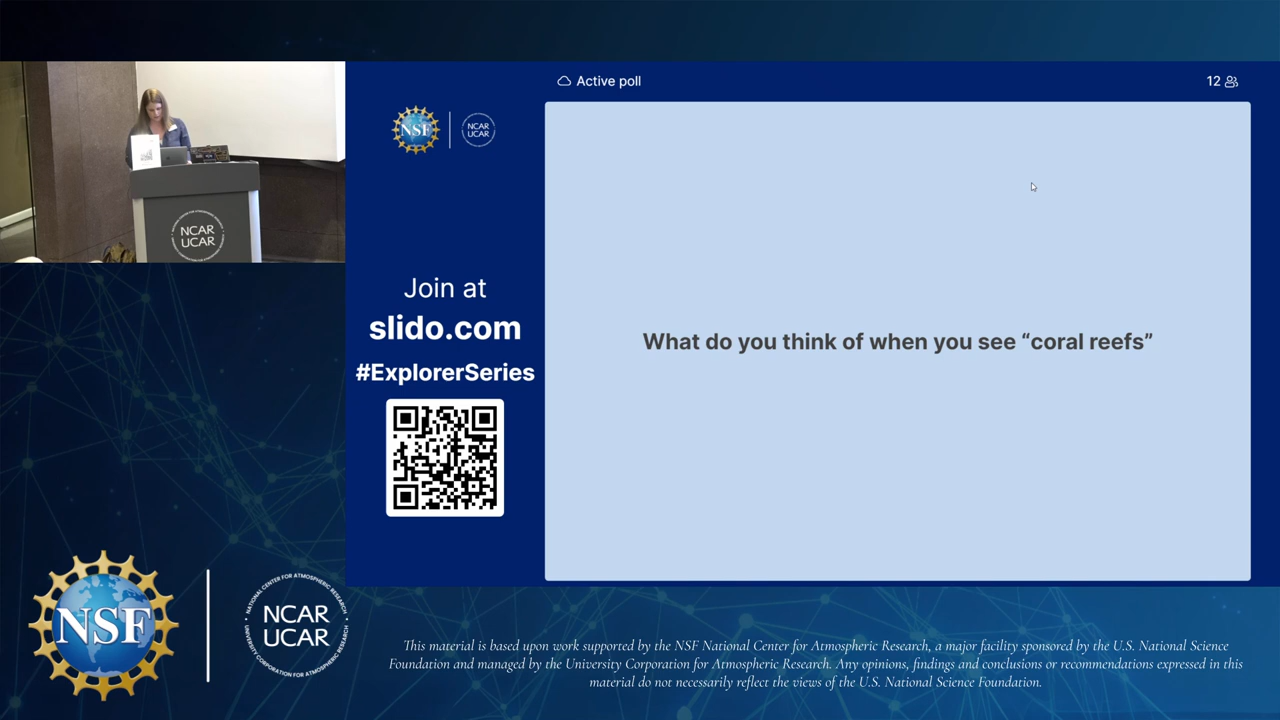 Active poll
12
NSF
NCAR
UCAR
Join at
slido.com
#ExplorerSeries
What do you think of when you see “coral reefs”
NCAR
UCAR
NSF
NATIONAL CENTER FOR ATMOSPHERIC RESEARCH
NCAR
UCAR
UNIVERSITY CORPORATION FOR ATMOSPHERIC RESEARCH
This material is based upon work supported by the NSF National Center for Atmospheric Research, a major facility sponsored by the U.S. National Science
Foundation and managed by the University Corporation for Atmospheric Research. Any opinions, findings and conclusions or recommendations expressed in this
material do not necessarily reflect the views of the U.S. National Science Foundation.